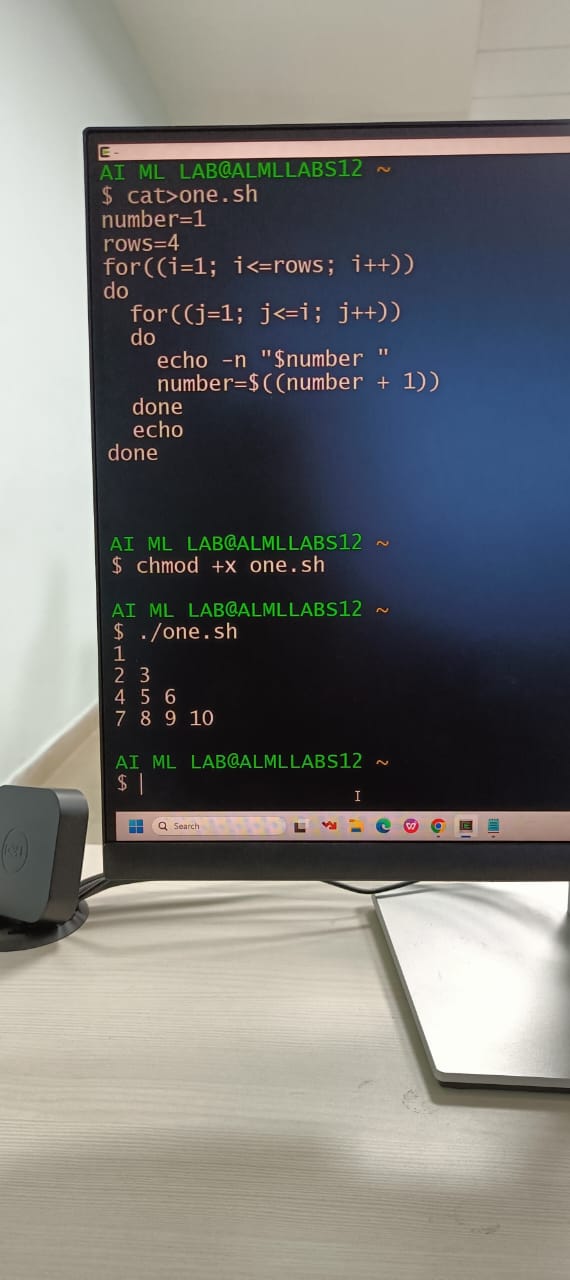 AI ML LAB@ALMLLABS12 ~
$ cat>one.sh
number=1
rows=4
for((i=1; i<=rows; i++))
do
  for((j=1; j<=i; j++))
  do
    echo -n "$number "
    number=$((number + 1))
  done
  echo
done
AI ML LAB@ALMLLABS12 ~
$ chmod +x one.sh
AI ML LAB@ALMLLABS12 ~
$ ./one.sh
1
2 3
4 5 6
7 8 9 10
AI ML LAB@ALMLLABS12 ~
$
Search